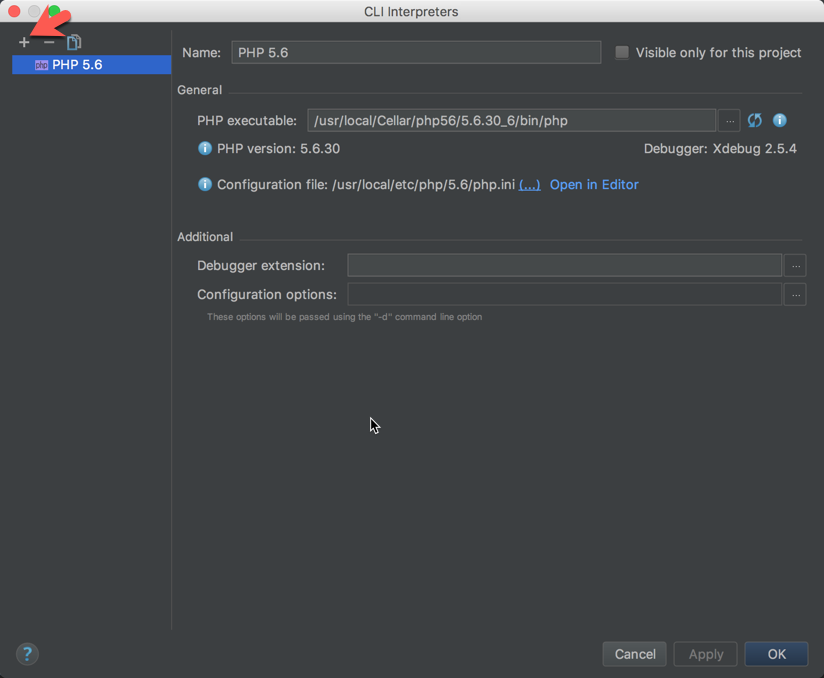 CLI Interpreters
Name: PHP 5.6 Visible only for this project
php PHP 5.6
General
PHP executable: /usr/local/Cellar/php56/5.6.30_6/bin/php ...
PHP version: 5.6.30 Debugger: Xdebug 2.5.4
Configuration file: /usr/local/etc/php/5.6/php.ini (...) Open in Editor
Additional
Debugger extension: ...
Configuration options: ...
These options will be passed using the "-d" command line option
? Cancel Apply OK